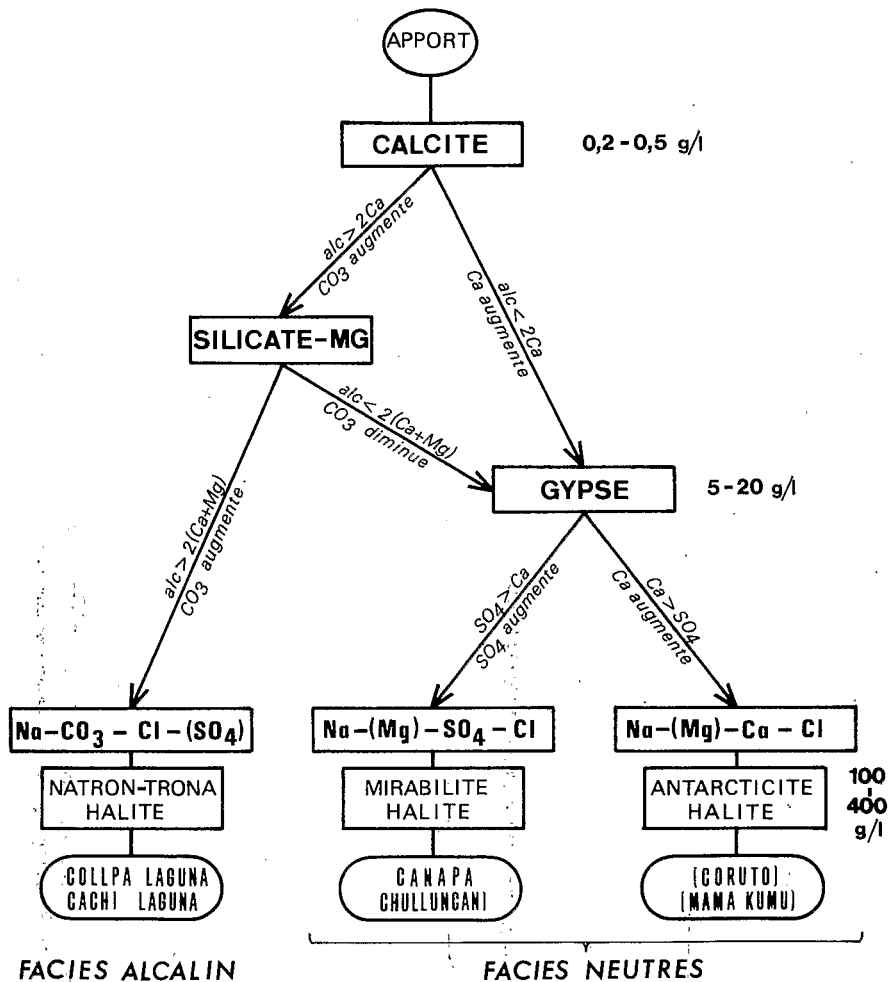 APPORT
CALCITE
0,2-0,5 g/l
alc > 2Ca
CO3 augmente
alc < 2Ca
Ca augmente
SILICATE-MG
alc < 2(Ca+Mg)
CO3 diminue
GYPSE
5-20 g/l
alc > 2(Ca+Mg)
CO3 augmente.
SO4 > Ca
SO4 augmente
Ca > SO4
Ca augmente
Na-CO3-Cl-(SO4)
Na-(Mg)-SO4-Cl
Na-(Mg)-Ca-Cl
NATRON-TRONA
HALITE
MIRABILITE
HALITE
ANTARCTICITE
HALITE
100
-
400
g/l
COLLPA LAGUNA
CACHI LAGUNA
CANAPA
CHULLUNCANI
(CORUTO)
(MAMA KUMU)
FACIES ALCALIN
FACIES NEUTRES